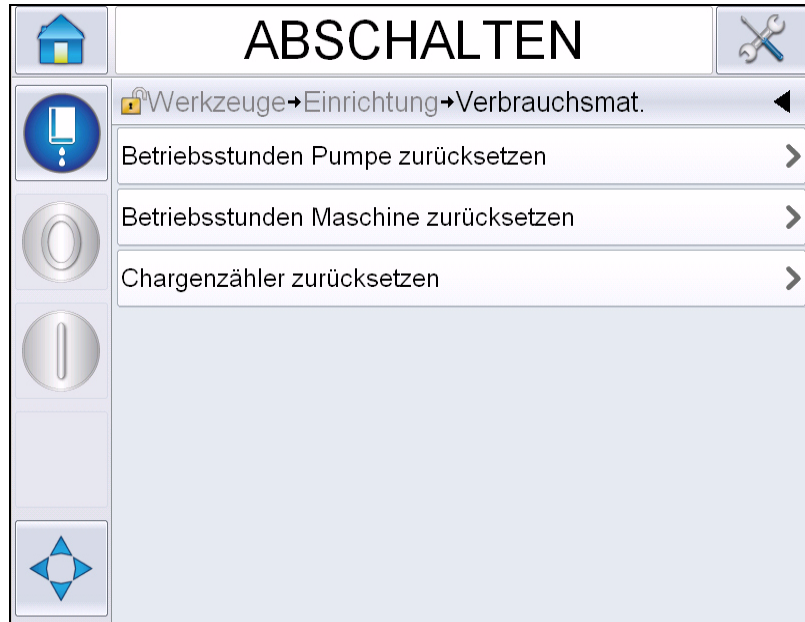 ABSCHALTEN
Werkzeuge→Einrichtung→Verbrauchsmat.
Betriebsstunden Pumpe zurücksetzen
Betriebsstunden Maschine zurücksetzen
Chargenzähler zurücksetzen